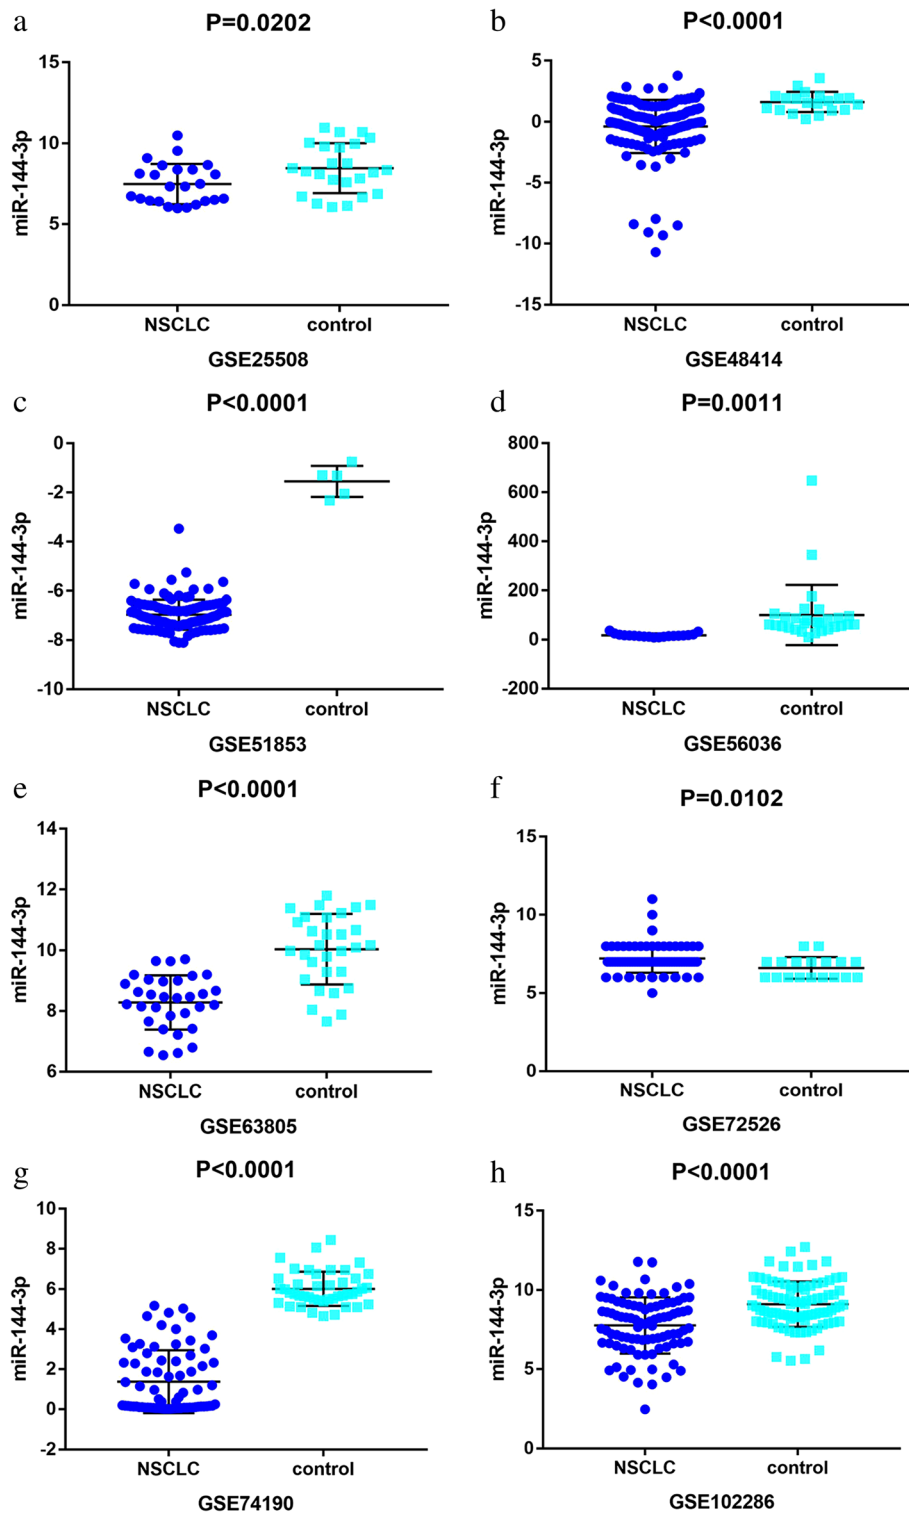 a
P=0.0202
15
10
5
0
miR-144-3p
NSCLC
control
GSE25508
b
P<0.0001
5
0
-5
-10
-15
miR-144-3p
NSCLC
control
GSE48414
c
P<0.0001
0
-2
-4
-6
-8
-10
miR-144-3p
NSCLC
control
GSE51853
d
P=0.0011
800
600
400
200
0
-200
miR-144-3p
NSCLC
control
GSE56036
e
P<0.0001
14
12
10
8
6
miR-144-3p
NSCLC
control
GSE63805
f
P=0.0102
15
10
5
0
miR-144-3p
NSCLC
control
GSE72526
g
P<0.0001
10
8
6
4
2
0
-2
miR-144-3p
NSCLC
control
GSE74190
h
P<0.0001
15
10
5
0
miR-144-3p
NSCLC
control
GSE102286